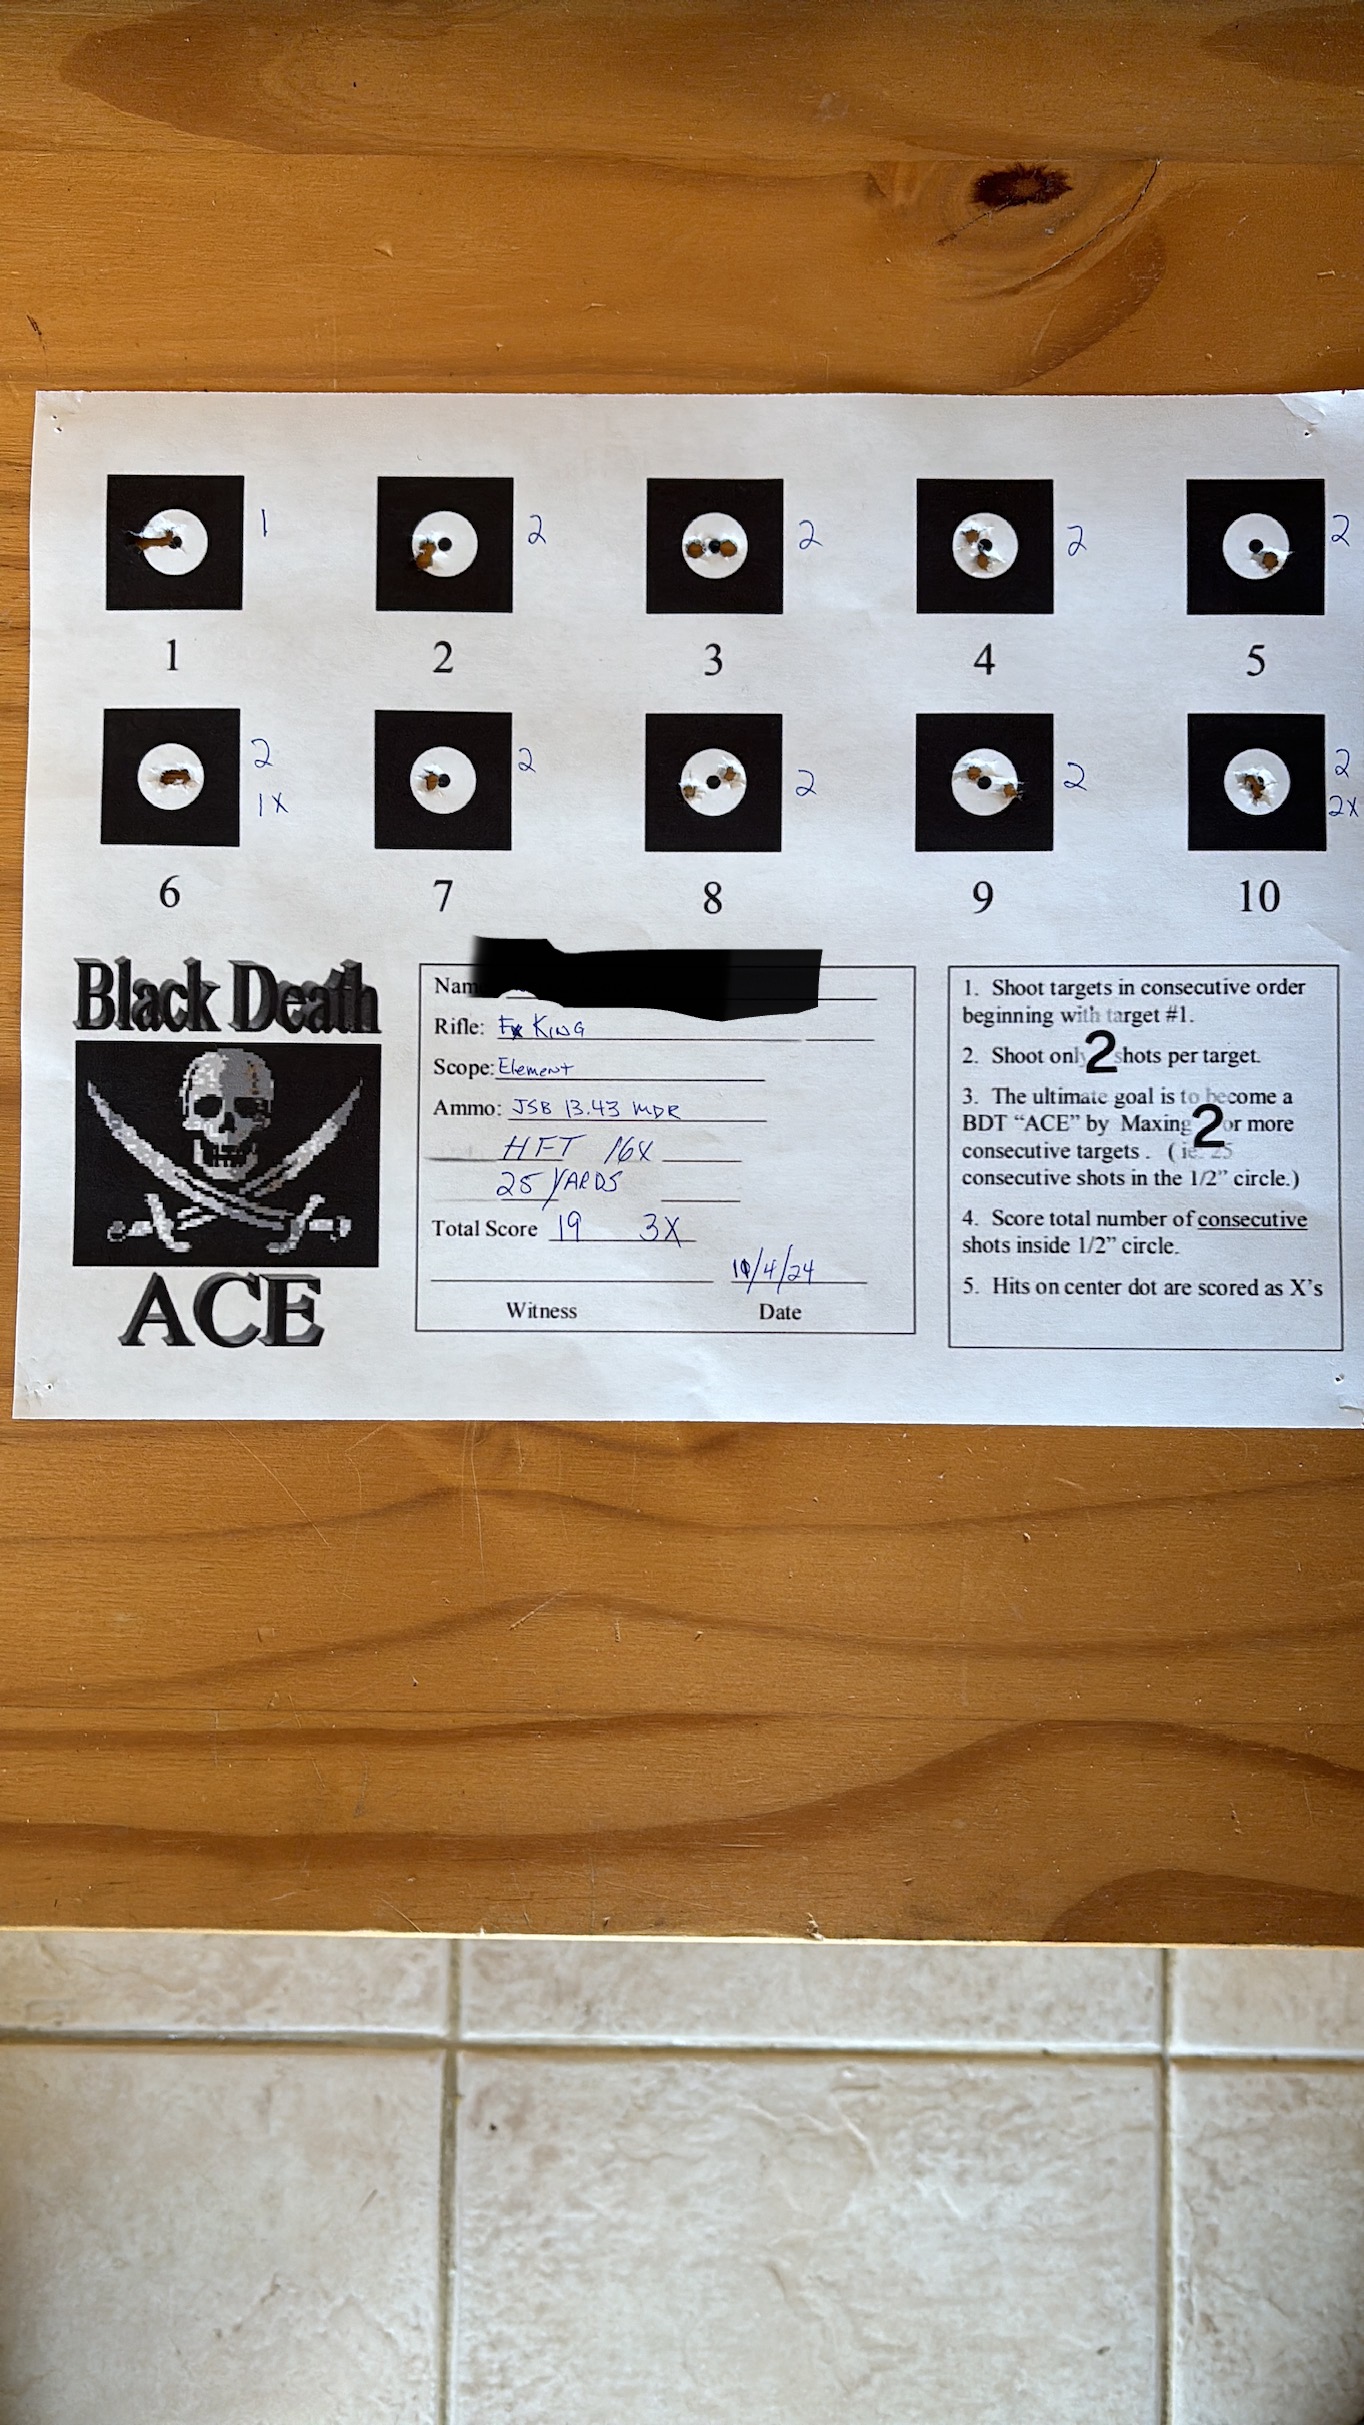 1 2 2 2 2
1 2 3 4 5
2 2 2 2 2
1X 2X
6 7 8 9 10
Black Death
ACE
Nam
Rifle: FX KING
Scope: Element
Ammo: JSB 13.43 MDR
HFT 16X
25 YARDS
Total Score 19 3X
10/4/24
Witness Date
1. Shoot targets in consecutive order
beginning with target #1.
2. Shoot onl 2 shots per target.
3. The ultimate goal is to become a
BDT “ACE” by Maxing 2 or more
consecutive targets . ( ie. 25
consecutive shots in the 1/2” circle.)
4. Score total number of consecutive
shots inside 1/2” circle.
5. Hits on center dot are scored as X’s